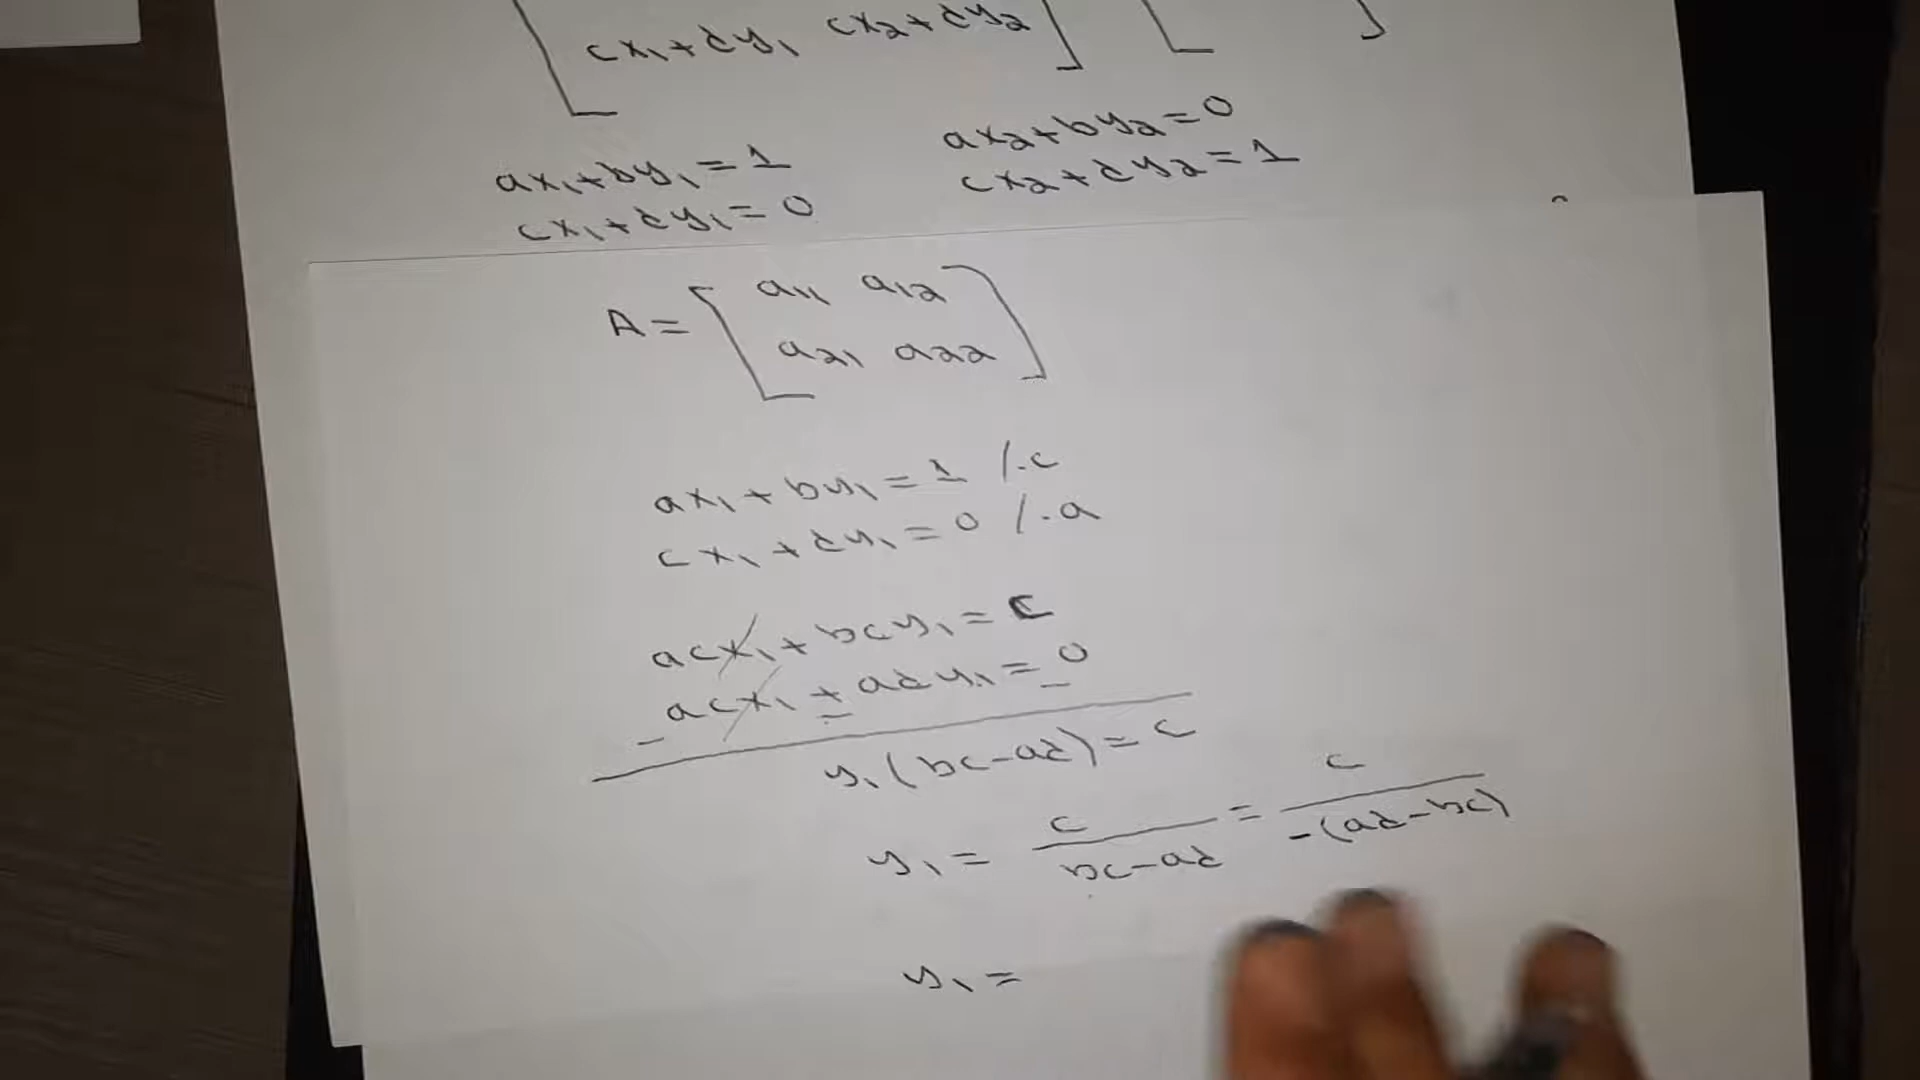 cx₁+dy₁ cx₂+dy₂
ax₁+by₁=1 ax₂+by₂=0
cx₁+dy₁=0 cx₂+dy₂=1
A= [ a₁₁ a₁₂
a₂₁ a₂₂ ]
ax₁+by₁=1 /·c
cx₁+dy₁=0 /·a
acx₁+bcy₁=c
acx₁+ady₁=0
y₁(bc-ad)=c
y₁= c/(bc-ad) = c/-(ad-bc)
y₁=